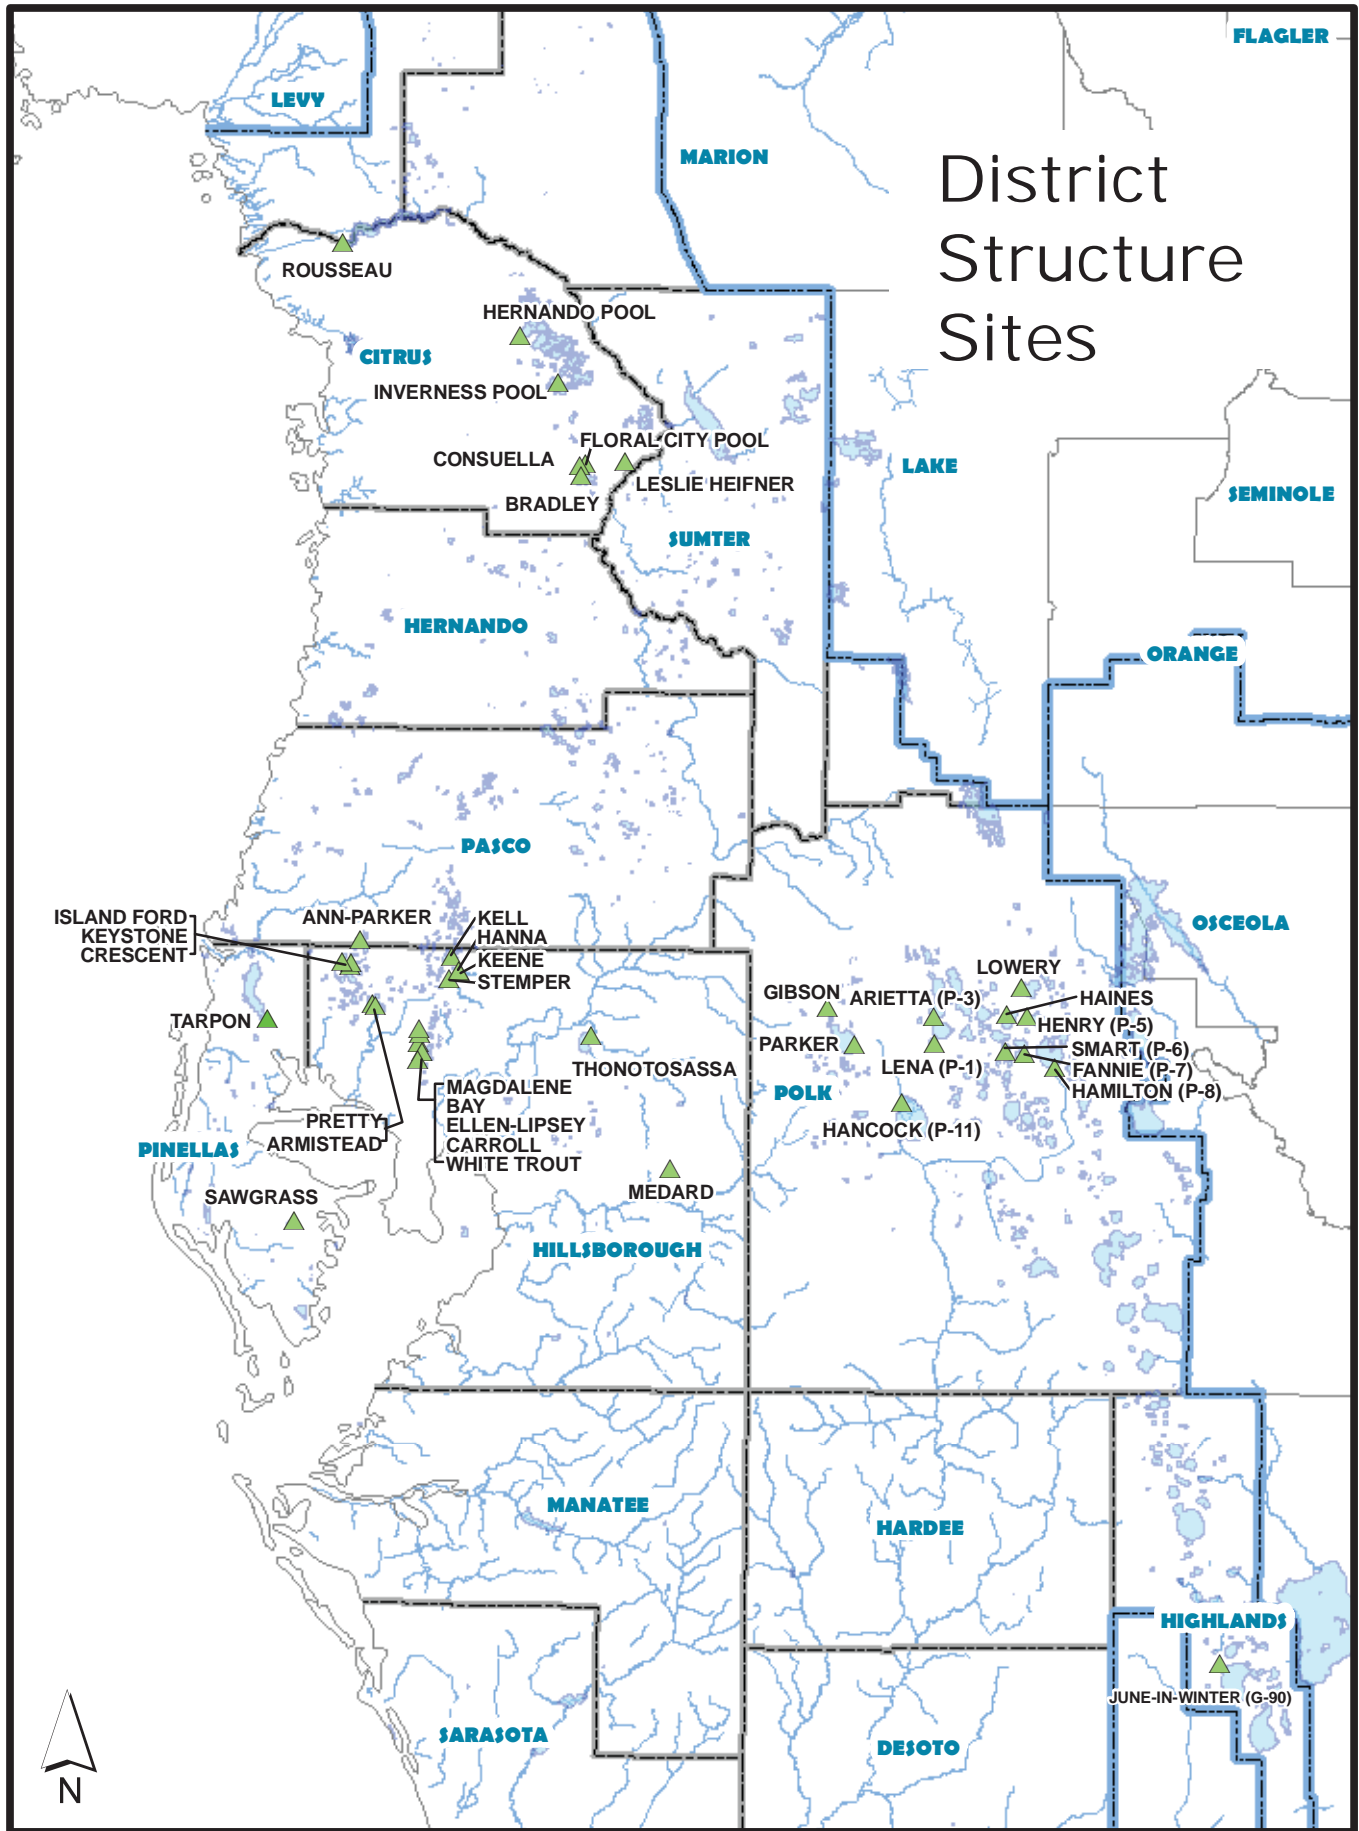 FLAGLER
LEVY
MARION
District
Structure
Sites
ROUSSEAU
HERNANDO POOL
CITRUS
INVERNESS POOL
FLORAL CITY POOL
CONSUELLA
LESLIE HEIFNER
BRADLEY
LAKE
SEMINOLE
SUMTER
HERNANDO
ORANGE
PASCO
ISLAND FORD
KEYSTONE
CRESCENT
ANN-PARKER
KELL
HANNA
KEENE
STEMPER
OSCEOLA
LOWERY
GIBSON
ARIETTA (P-3)
HAINES
HENRY (P-5)
TARPON
PARKER
SMART (P-6)
FANNIE (P-7)
HAMILTON (P-8)
THONOTOSASSA
LENA (P-1)
POLK
MAGDALENE
BAY
ELLEN-LIPSEY
CARROLL
WHITE TROUT
PRETTY
ARMISTEAD
HANCOCK (P-11)
PINELLAS
SAWGRASS
MEDARD
HILLSBOROUGH
MANATEE
HARDEE
HIGHLANDS
JUNE-IN-WINTER (G-90)
SARASOTA
DESOTO
N